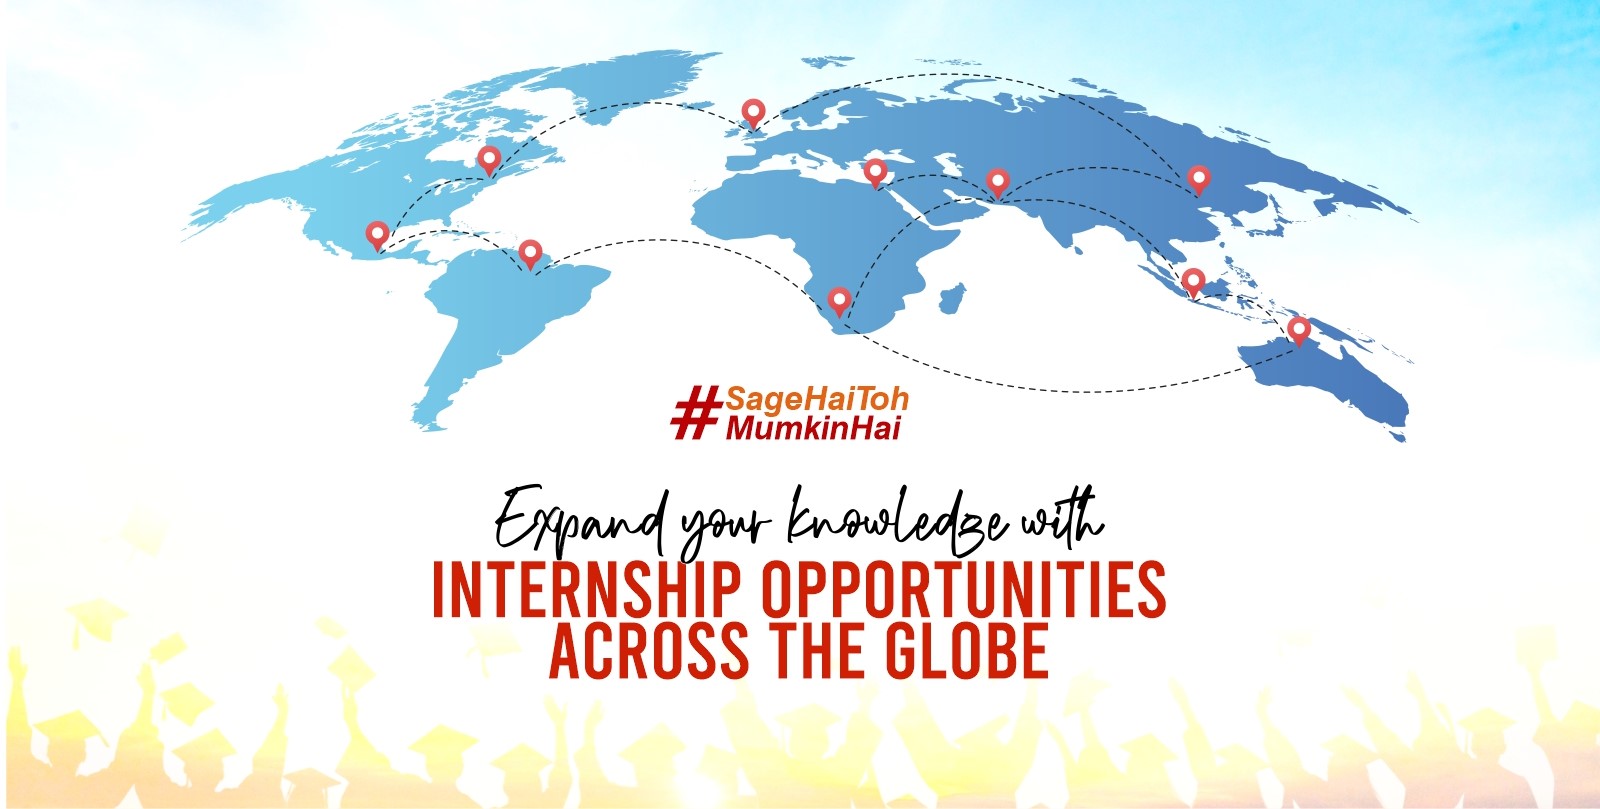 #SageHaiToh
MumkinHai
Expand your knowledge with
INTERNSHIP OPPORTUNITIES
ACROSS THE GLOBE